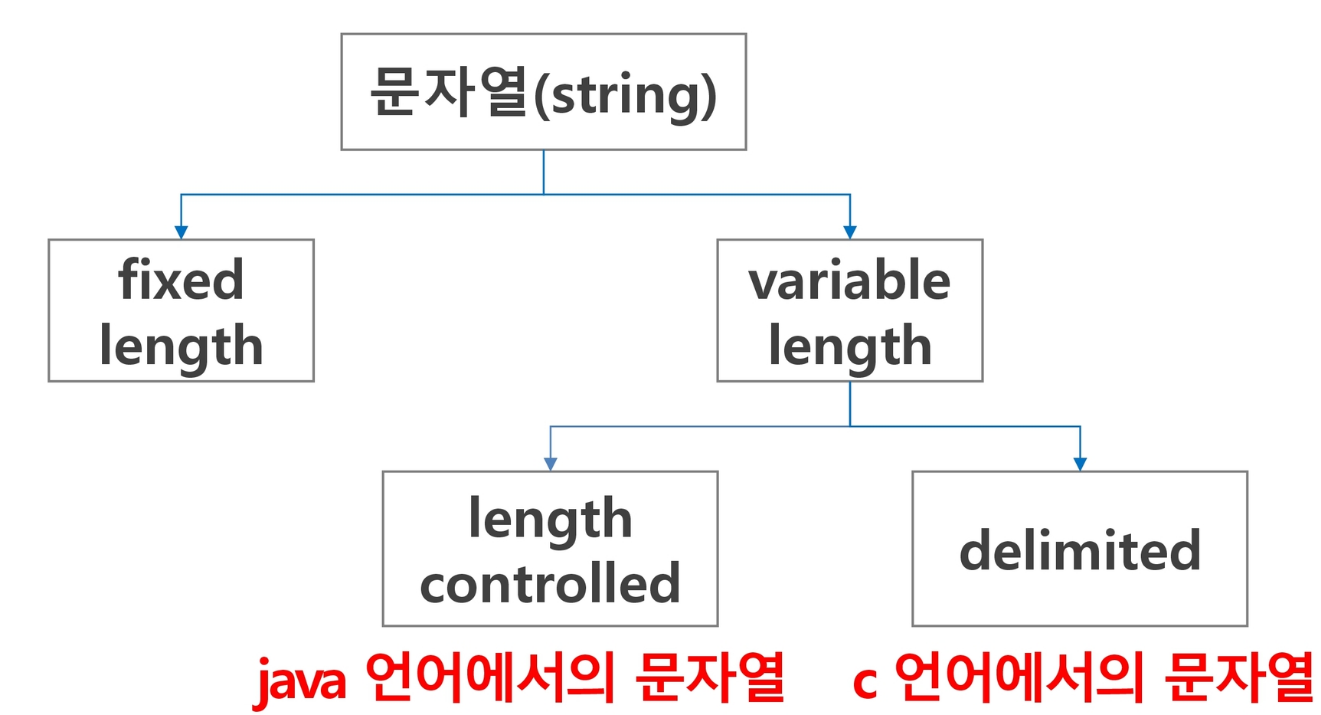 문자열(string)
fixed
length
variable
length
length
controlled
delimited
java 언어에서의 문자열
c 언어에서의 문자열